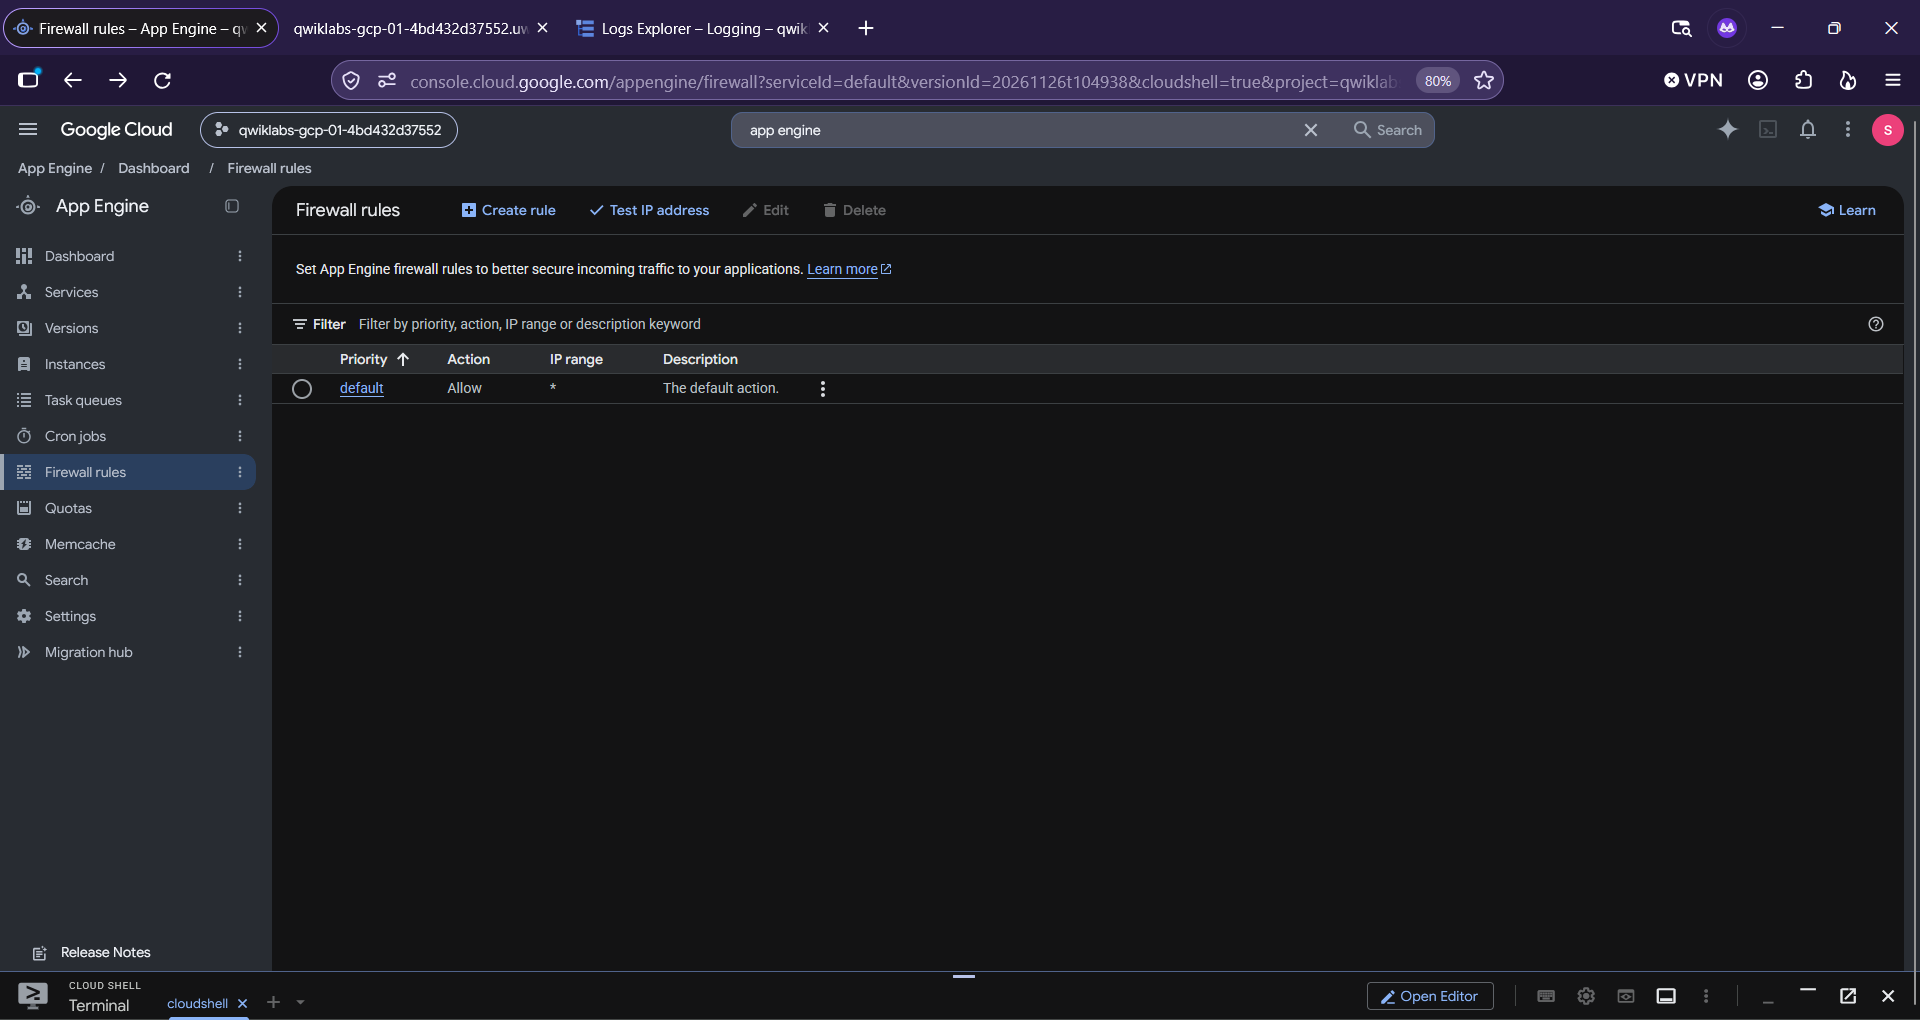 Firewall rules – App Engine – qw
qwiklabs-gcp-01-4bd432d37552.uw
Logs Explorer – Logging – qwik
console.cloud.google.com/appengine/firewall?serviceId=default&versionId=20261126t104938&cloudshell=true&project=qwiklab
80%
VPN
Google Cloud
qwiklabs-gcp-01-4bd432d37552
app engine
Search
S
App Engine / Dashboard / Firewall rules
App Engine
Dashboard
Services
Versions
Instances
Task queues
Cron jobs
Firewall rules
Quotas
Memcache
Search
Settings
Migration hub
Release Notes
Firewall rules
Create rule
Test IP address
Edit
Delete
Learn
Set App Engine firewall rules to better secure incoming traffic to your applications. Learn more
Filter Filter by priority, action, IP range or description keyword
Priority Action IP range Description
default Allow * The default action.
CLOUD SHELL
Terminal
cloudshell
Open Editor